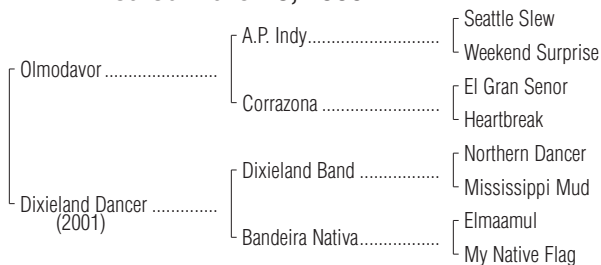 Seattle Slew
A.P. Indy
Weekend Surprise
Olmodavor
El Gran Senor
Corrazona
Heartbreak
Northern Dancer
Dixieland Band
Mississippi Mud
Dixieland Dancer
(2001)
Elmaamul
Bandeira Nativa
My Native Flag